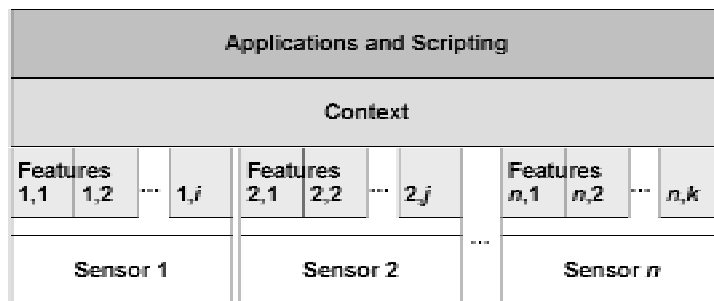 Applications and Scripting
Context
Features Features Features
1,1 1,2 ... 1,i 2,1 2,2 ... 2,j n,1 n,2 ... n,k
...
Sensor 1 Sensor 2 Sensor n